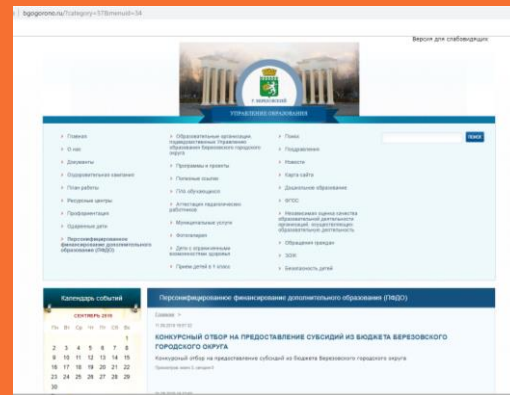 bgogorono.ru/?category=57&menuid=34
Версия для слабовидящих
Г. БЕРЕЗОВСКИЙ
УПРАВЛЕНИЕ ОБРАЗОВАНИЯ
Главная
О нас
Документы
Оздоровительная кампания
План работы
Ресурсные центры
Профориентация
Одаренные дети
Персонифицированное
финансирование дополнительного
образования (ПФДО)
Образовательные организации
подведомственные Управлению
образования Березовского городского
округа
Программы и проекты
Полезные ссылки
ГИА обучающихся
Аттестация педагогических
работников
Муниципальные услуги
Фотогалерея
Дети с ограниченными
возможностями здоровья
Прием детей в 1 класс
Поиск
Поздравления
Новости
Карта сайта
Дошкольное образование
ФГОС
Независимая оценка качества
образовательной деятельности
организаций, осуществляющих
образовательную деятельность
Обращения граждан
ЗОЖ
Безопасность детей
ПОИСК
Календарь событий
СЕНТЯБРЬ 2019
Пн Вт Ср Чт Пт Сб Вс
1
2 3 4 5 6 7 8
9 10 11 12 13 14 15
16 17 18 19 20 21 22
23 24 25 26 27 28 29
30
Персонифицированное финансирование дополнительного образования (ПФДО)
Главная >
КОНКУРСНЫЙ ОТБОР НА ПРЕДОСТАВЛЕНИЕ СУБСИДИЙ ИЗ БЮДЖЕТА БЕРЕЗОВСКОГО
ГОРОДСКОГО ОКРУГА
Конкурсный отбор на предоставление субсидий из бюджета Березовского городского округа